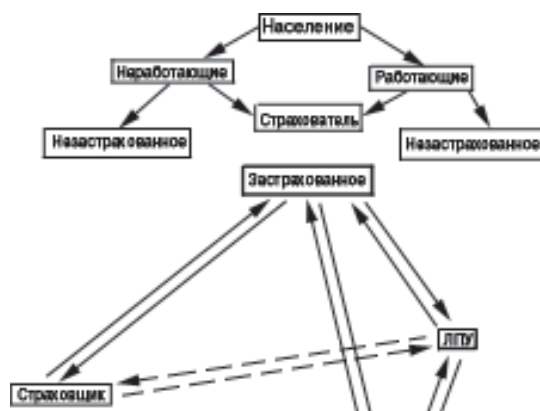 Население
Неработающие
Работающие
Страхователь
Незастрахованное
Незастрахованное
Застрахованное
ЛПУ
Страховщик